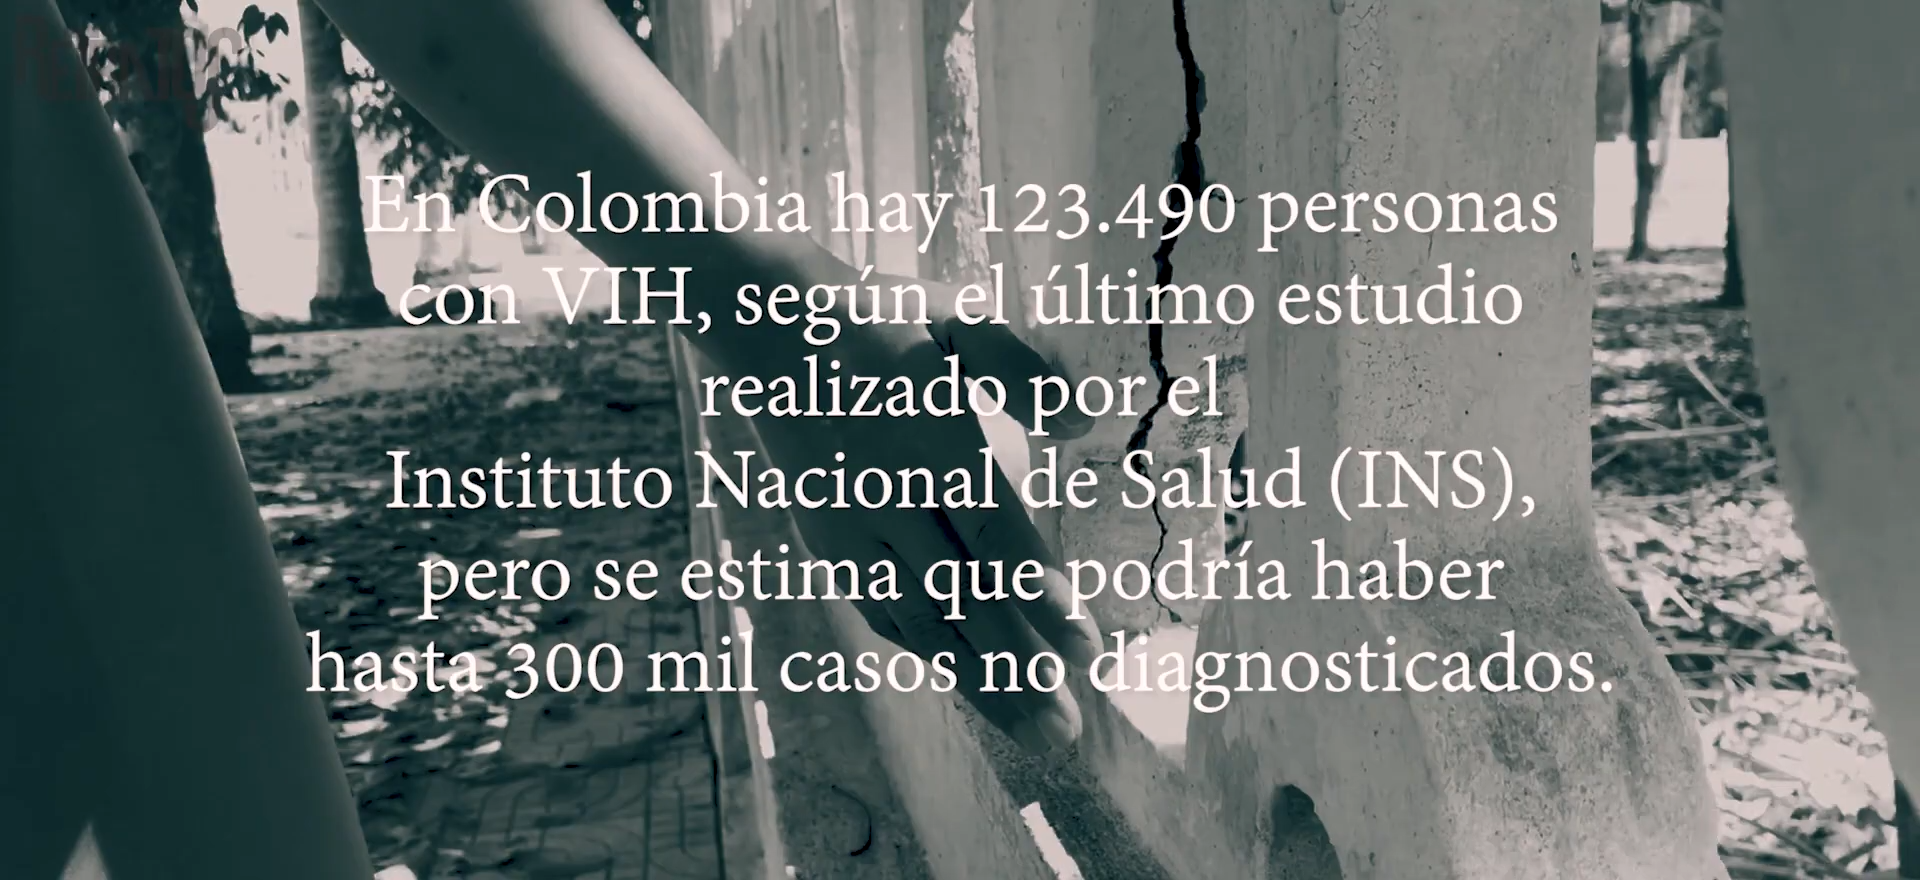 En Colombia hay 123.490 personas
con VIH, según el último estudio
realizado por el
Instituto Nacional de Salud (INS),
pero se estima que podría haber
hasta 300 mil casos no diagnosticados.